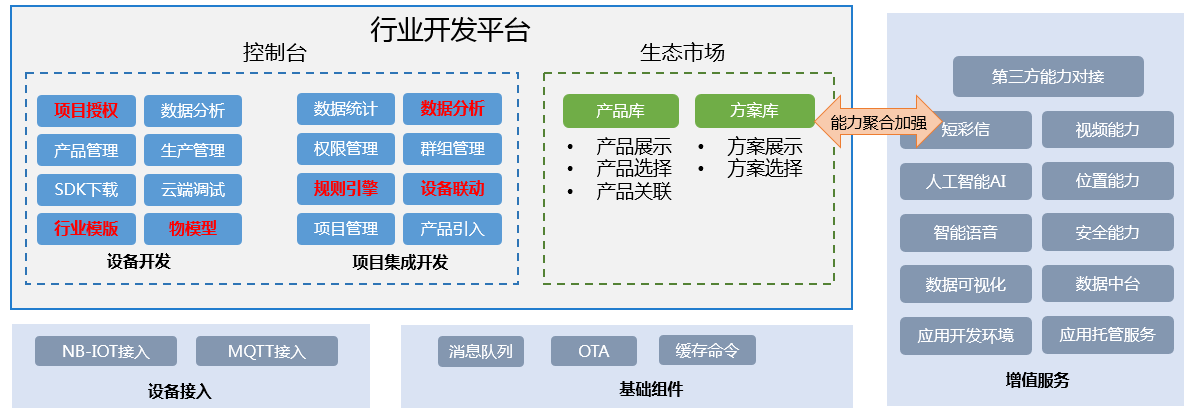 行业开发平台
控制台
生态市场
项目授权
数据分析
产品管理
生产管理
SDK下载
云端调试
行业模版
物模型
设备开发
数据统计
数据分析
权限管理
群组管理
规则引擎
设备联动
项目管理
产品引入
项目集成开发
产品库
• 产品展示
• 产品选择
• 产品关联
方案库
• 方案展示
• 方案选择
能力聚合加强
第三方能力对接
短彩信
视频能力
人工智能AI
位置能力
智能语音
安全能力
数据可视化
数据中台
应用开发环境
应用托管服务
增值服务
NB-IOT接入
MQTT接入
设备接入
消息队列
OTA
缓存命令
基础组件